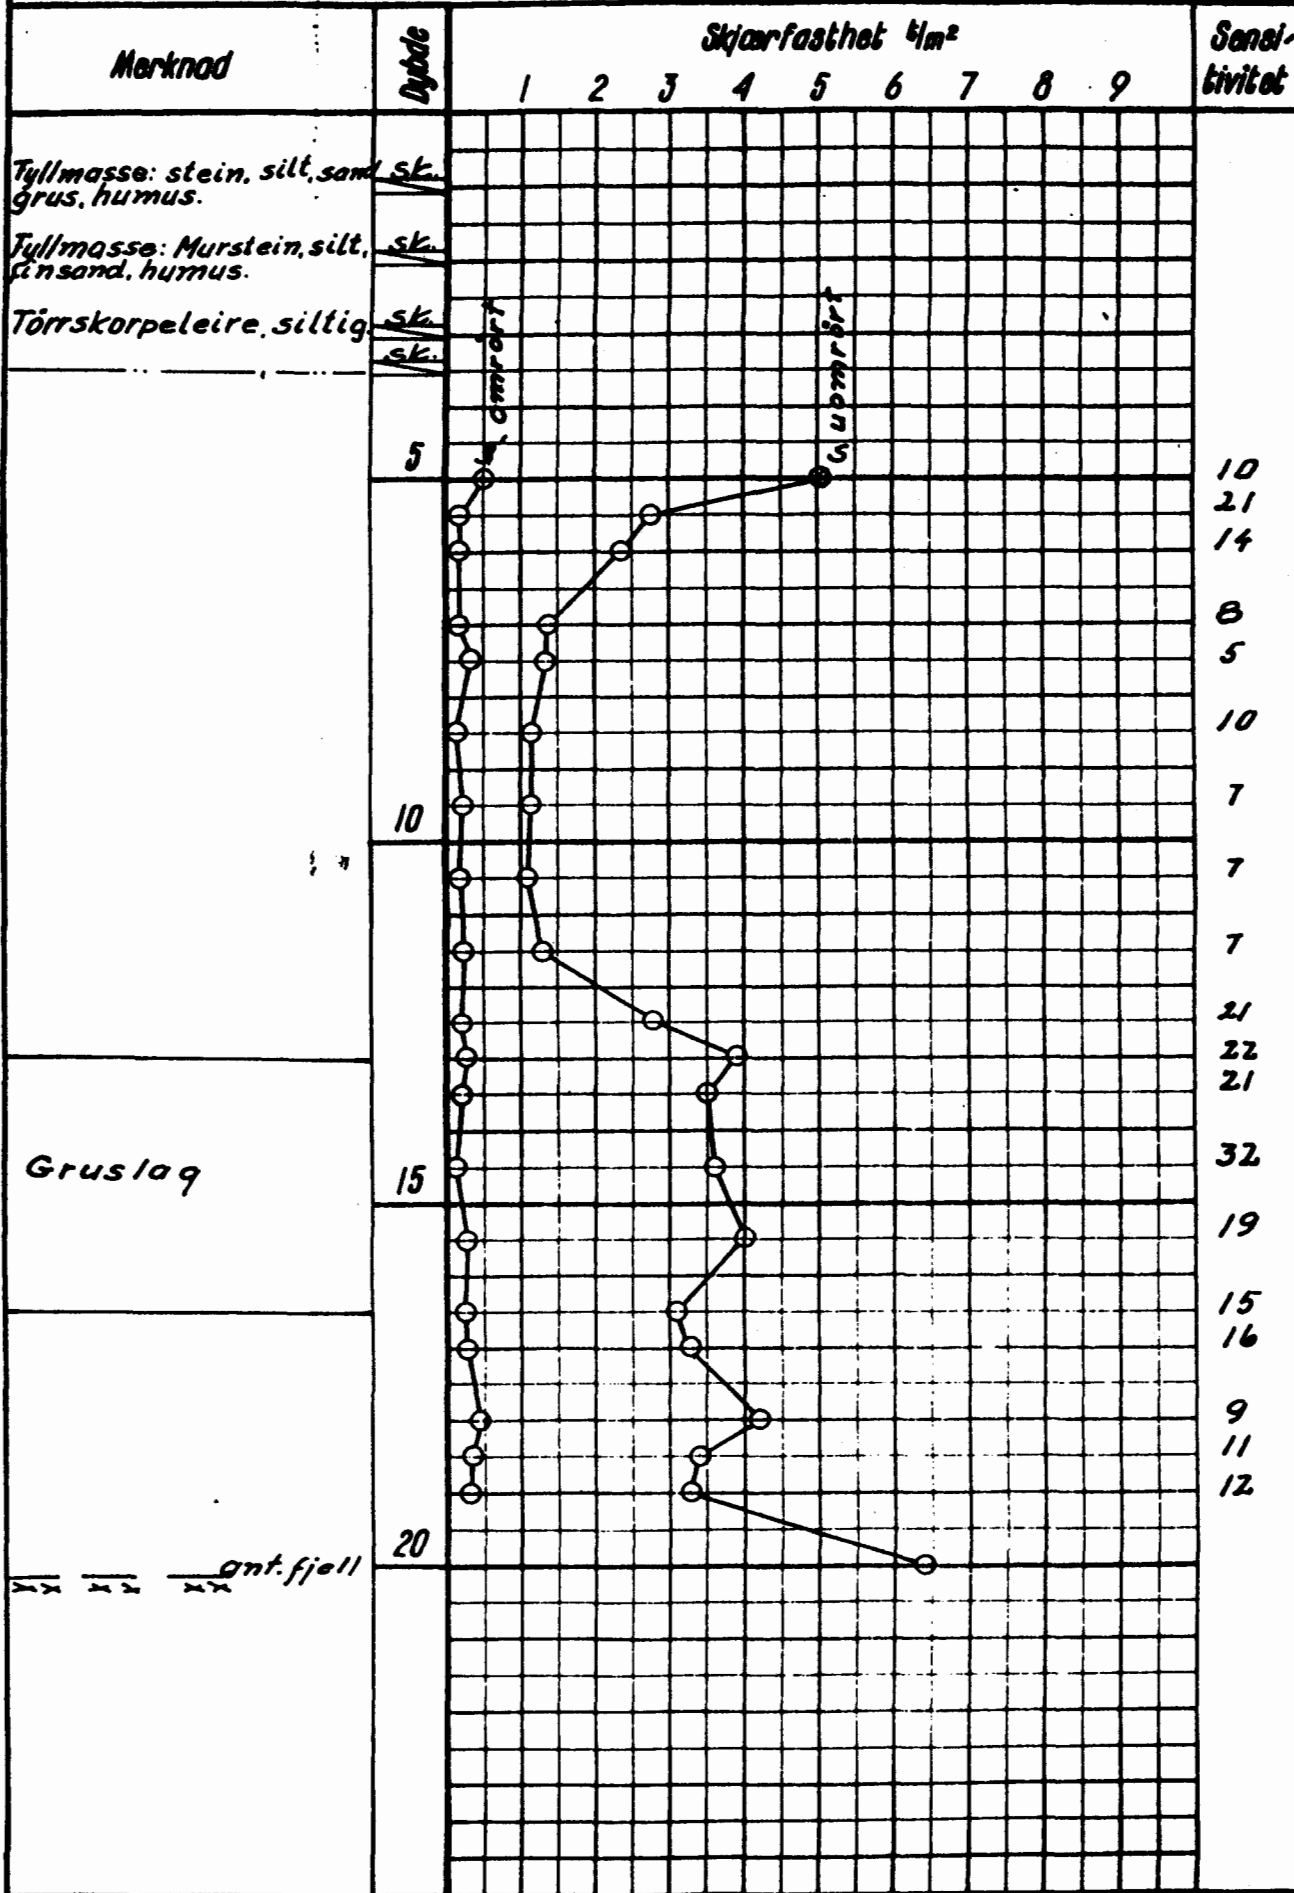 Merknad
Dybde
Skjærfasthet t/m²
1 2 3 4 5 6 7 8 9
Sensi-
tivitet
Fyllmasse: stein, silt, sand
grus, humus.
sk.
Fyllmasse: Murstein, silt,
finsand, humus.
sk.
Törrskorpeleire, siltig.
sk.
sk.
omrört
uomrört
5
10
21
14
8
5
10
7
10
7
7
21
22
21
Gruslag
32
15
19
15
16
9
11
12
20
ant. fjell